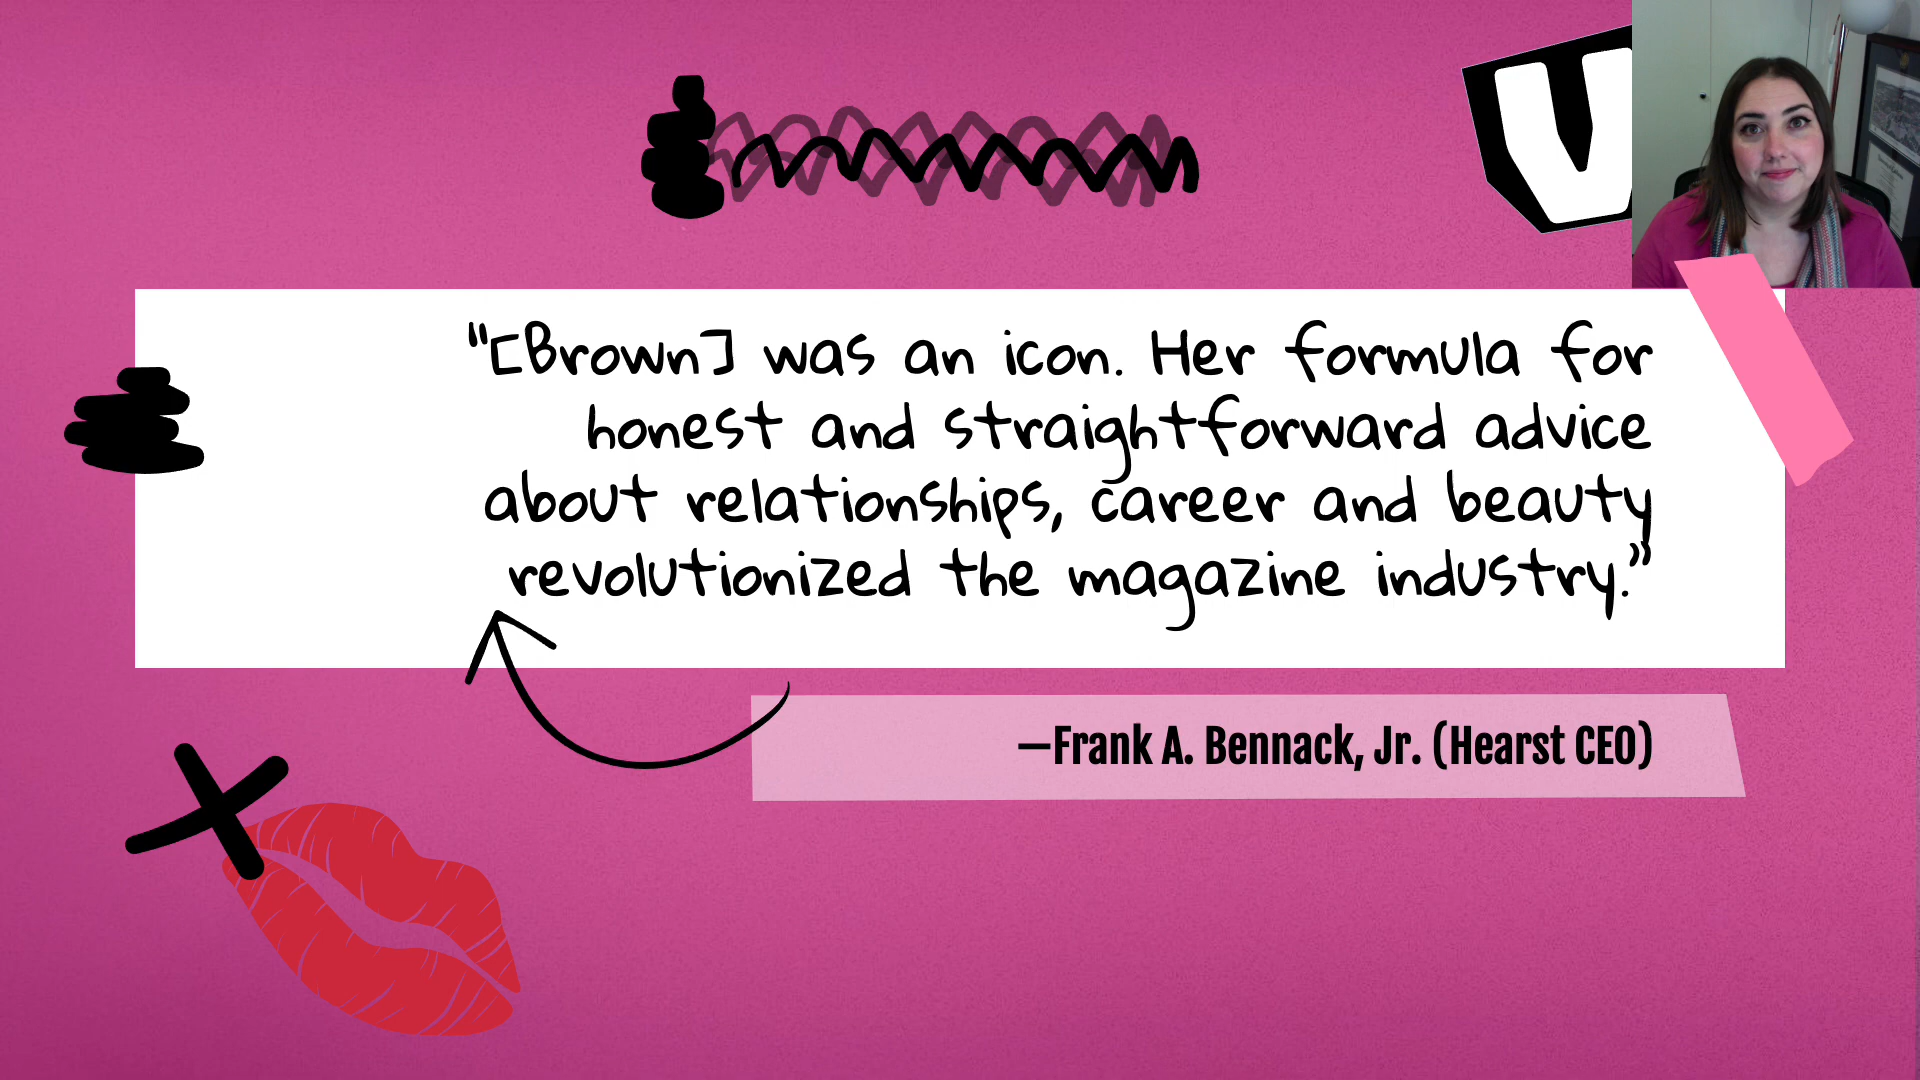 W
"[Brown] was an icon. Her formula for
honest and straightforward advice
about relationships, career and beauty
revolutionized the magazine industry.”
—Frank A. Bennack, Jr. (Hearst CEO)